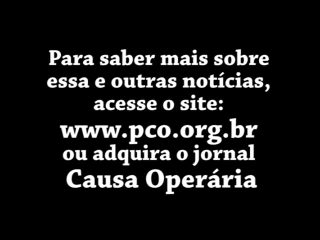 Para saber mais sobre
essa e outras notícias,
acesse o site:
www.pco.org.br
ou adquira o jornal
Causa Operária